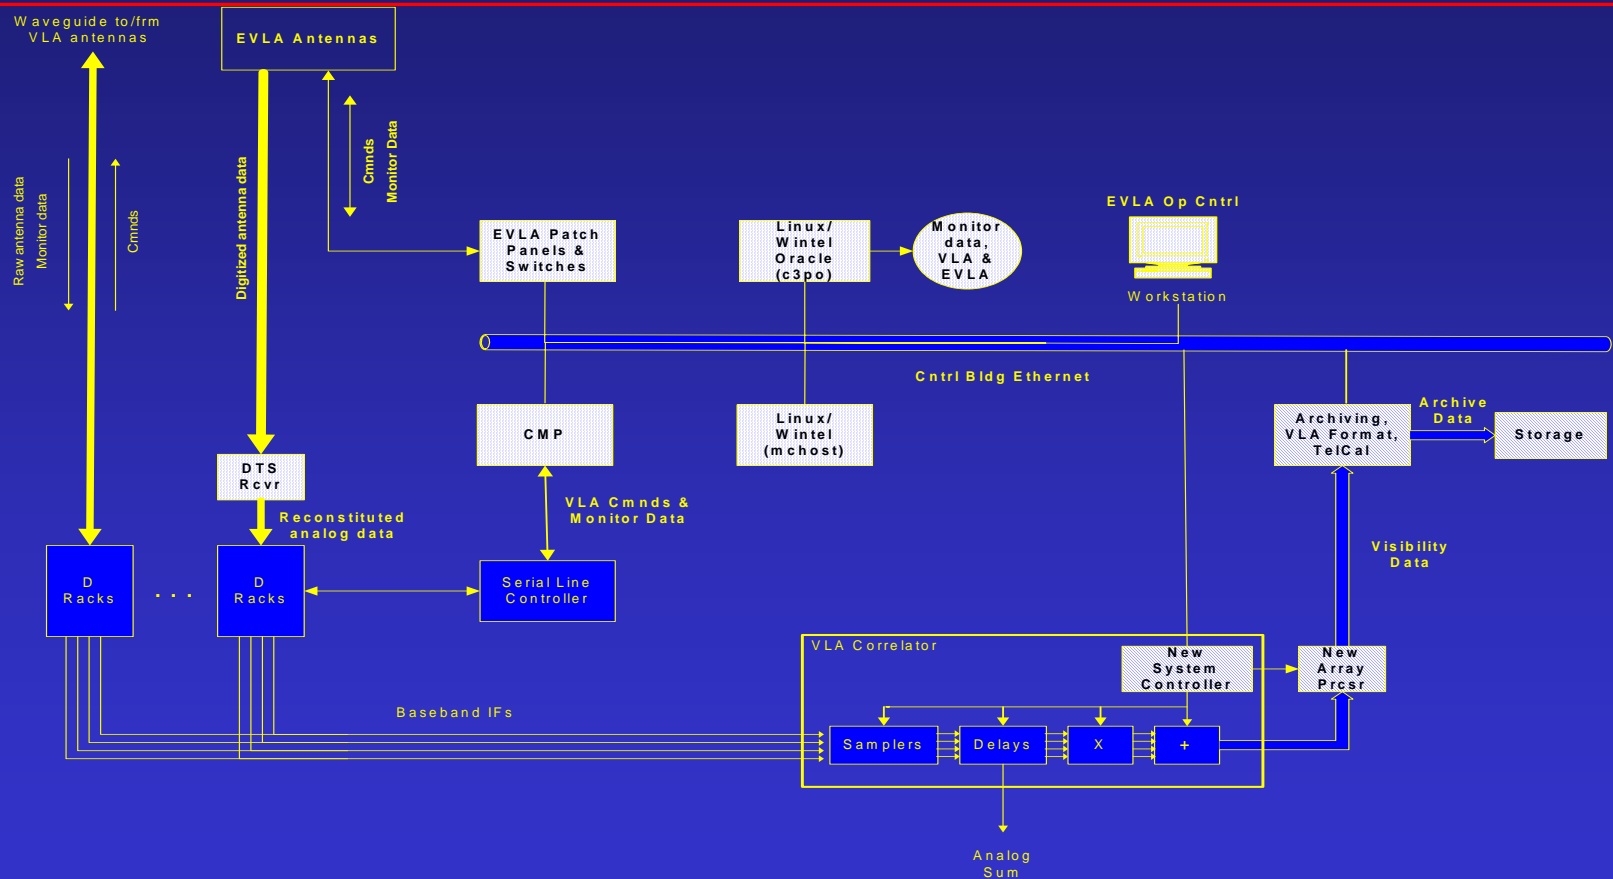 Waveguide to/frm
VLA antennas
EVLA Antennas
Raw antenna data
Monitor data
Cmnds
Digitized antenna data
Cmnds
Monitor Data
EVLA Patch
Panels &
Switches
Linux/
Wintel
Oracle
(c3po)
Monitor
data,
VLA &
EVLA
EVLA Op Cntrl
Workstation
Cntrl Bldg Ethernet
CMP
Linux/
Wintel
(mchost)
Archiving,
VLA Format,
TelCal
Archive
Data
Storage
DTS
Rcvr
Reconstituted
analog data
VLA Cmnds &
Monitor Data
Visibility
Data
D
Racks
. . .
D
Racks
Serial Line
Controller
VLA Correlator
New
System
Controller
New
Array
Prcsr
Baseband IFs
Samplers
Delays
X
+
Analog
Sum